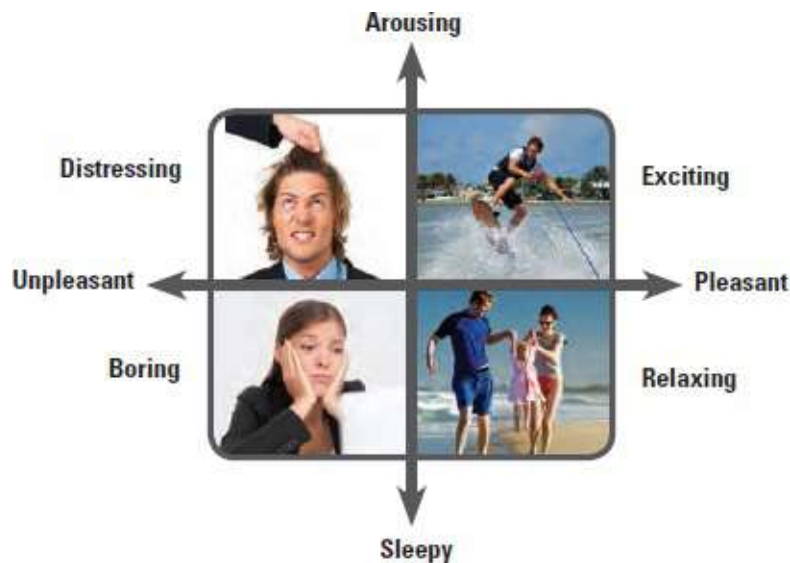 Arousing
Distressing
Exciting
Unpleasant
Pleasant
Boring
Relaxing
Sleepy